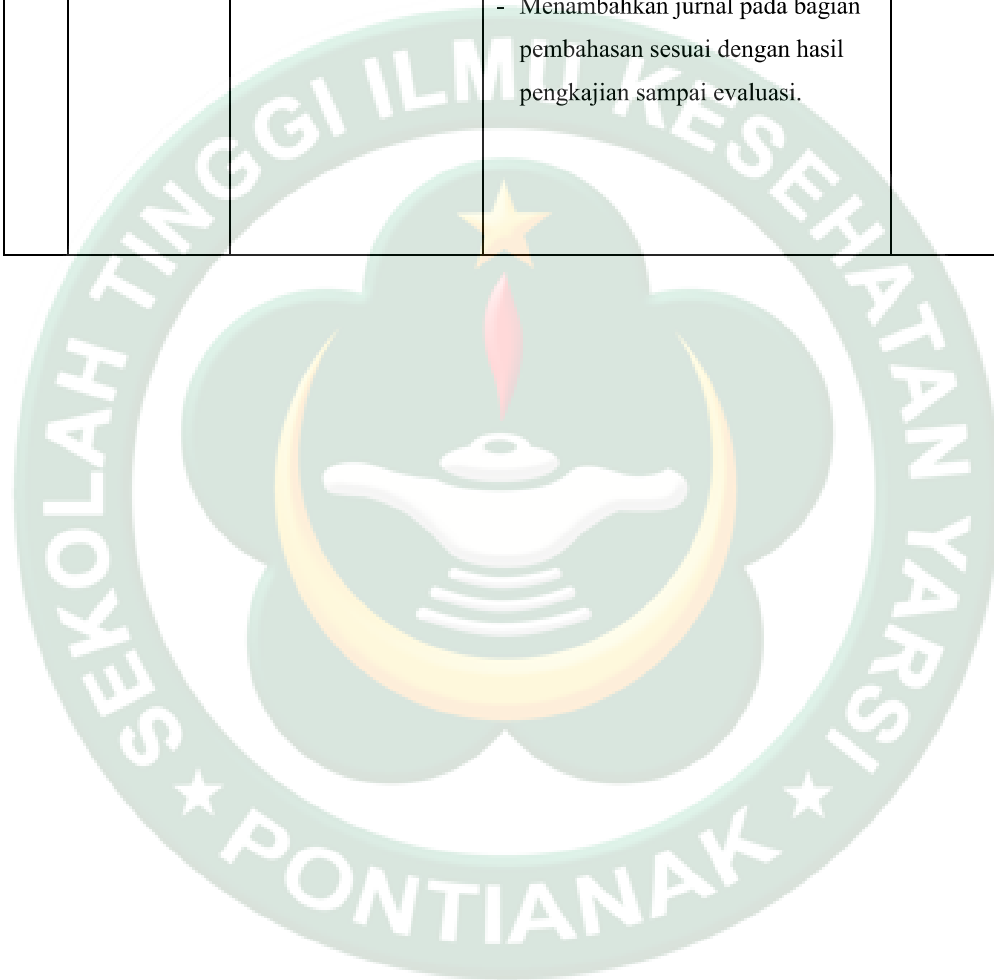 - Menambahkan jurnal pada bagian
pembahasan sesuai dengan hasil
pengkajian sampai evaluasi.
SEKOLAH TINGGI ILMU KESEHATAN YARSI
PONTIANAK